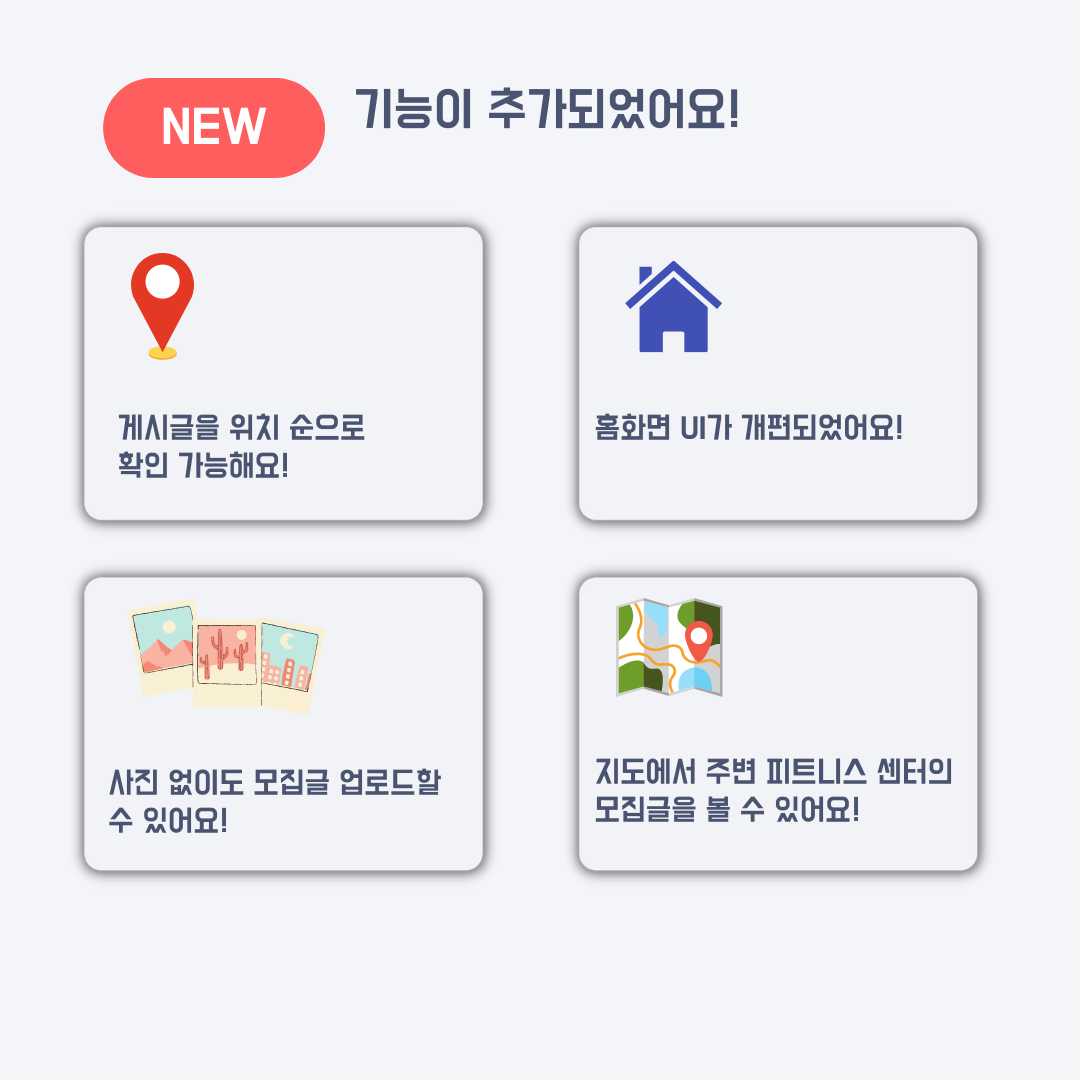 NEW 기능이 추가되었어요!
게시글을 위치 순으로
확인 가능해요!
홈화면 UI가 개편되었어요!
사진 없이도 모집글 업로드할
수 있어요!
지도에서 주변 피트니스 센터의
모집글을 볼 수 있어요!